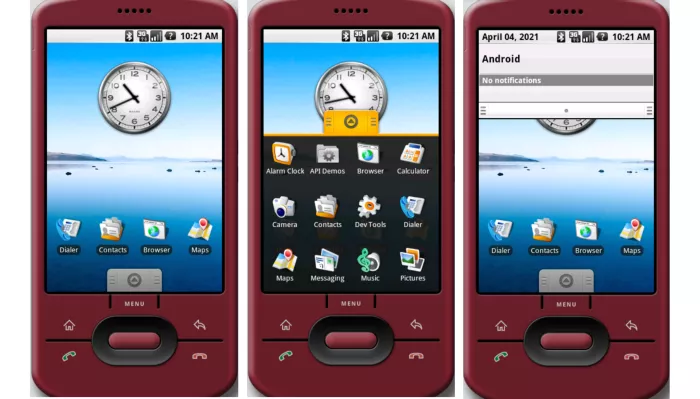 10:21 AM
Dialer
Contacts
Browser
Maps
MENU
10:21 AM
Alarm Clock
API Demos
Browser
Calculator
Camera
Contacts
Dev Tools
Dialer
Maps
Messaging
Music
Pictures
MENU
April 04, 2021
10:21 AM
Android
No notifications
Dialer
Contacts
Browser
Maps
MENU